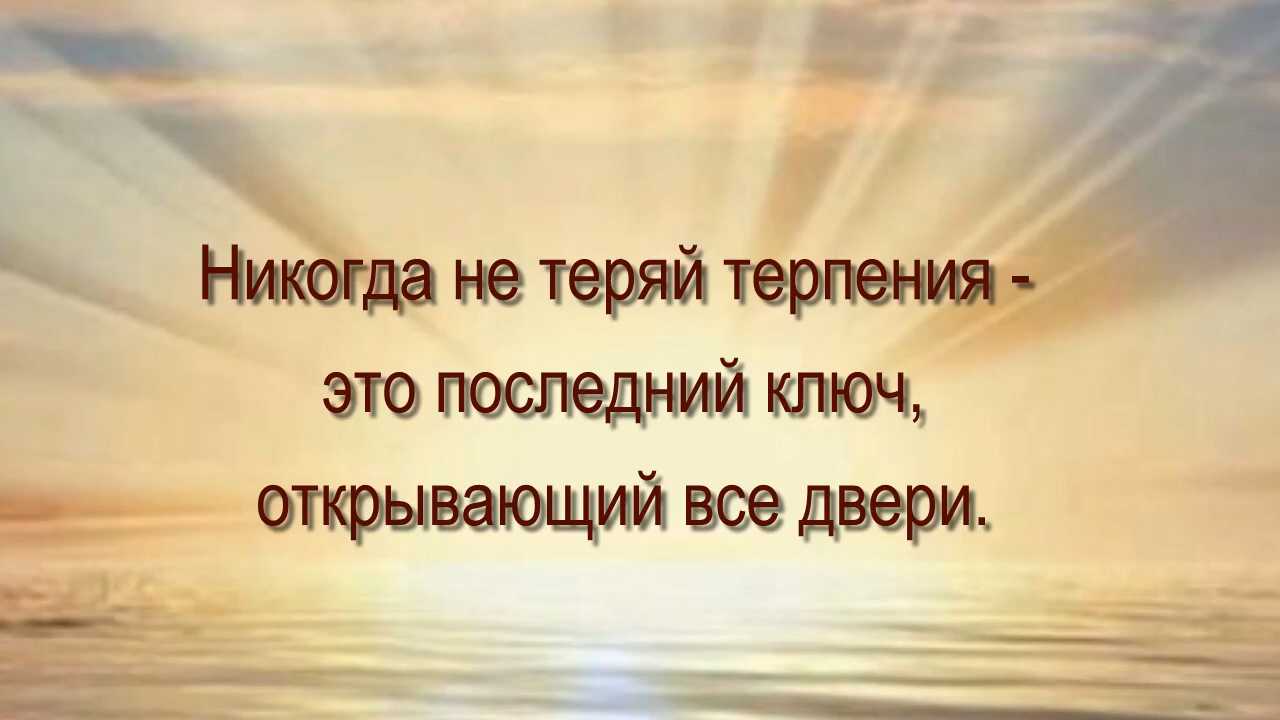 Никогда не теряй терпения -
это последний ключ,
открывающий все двери.